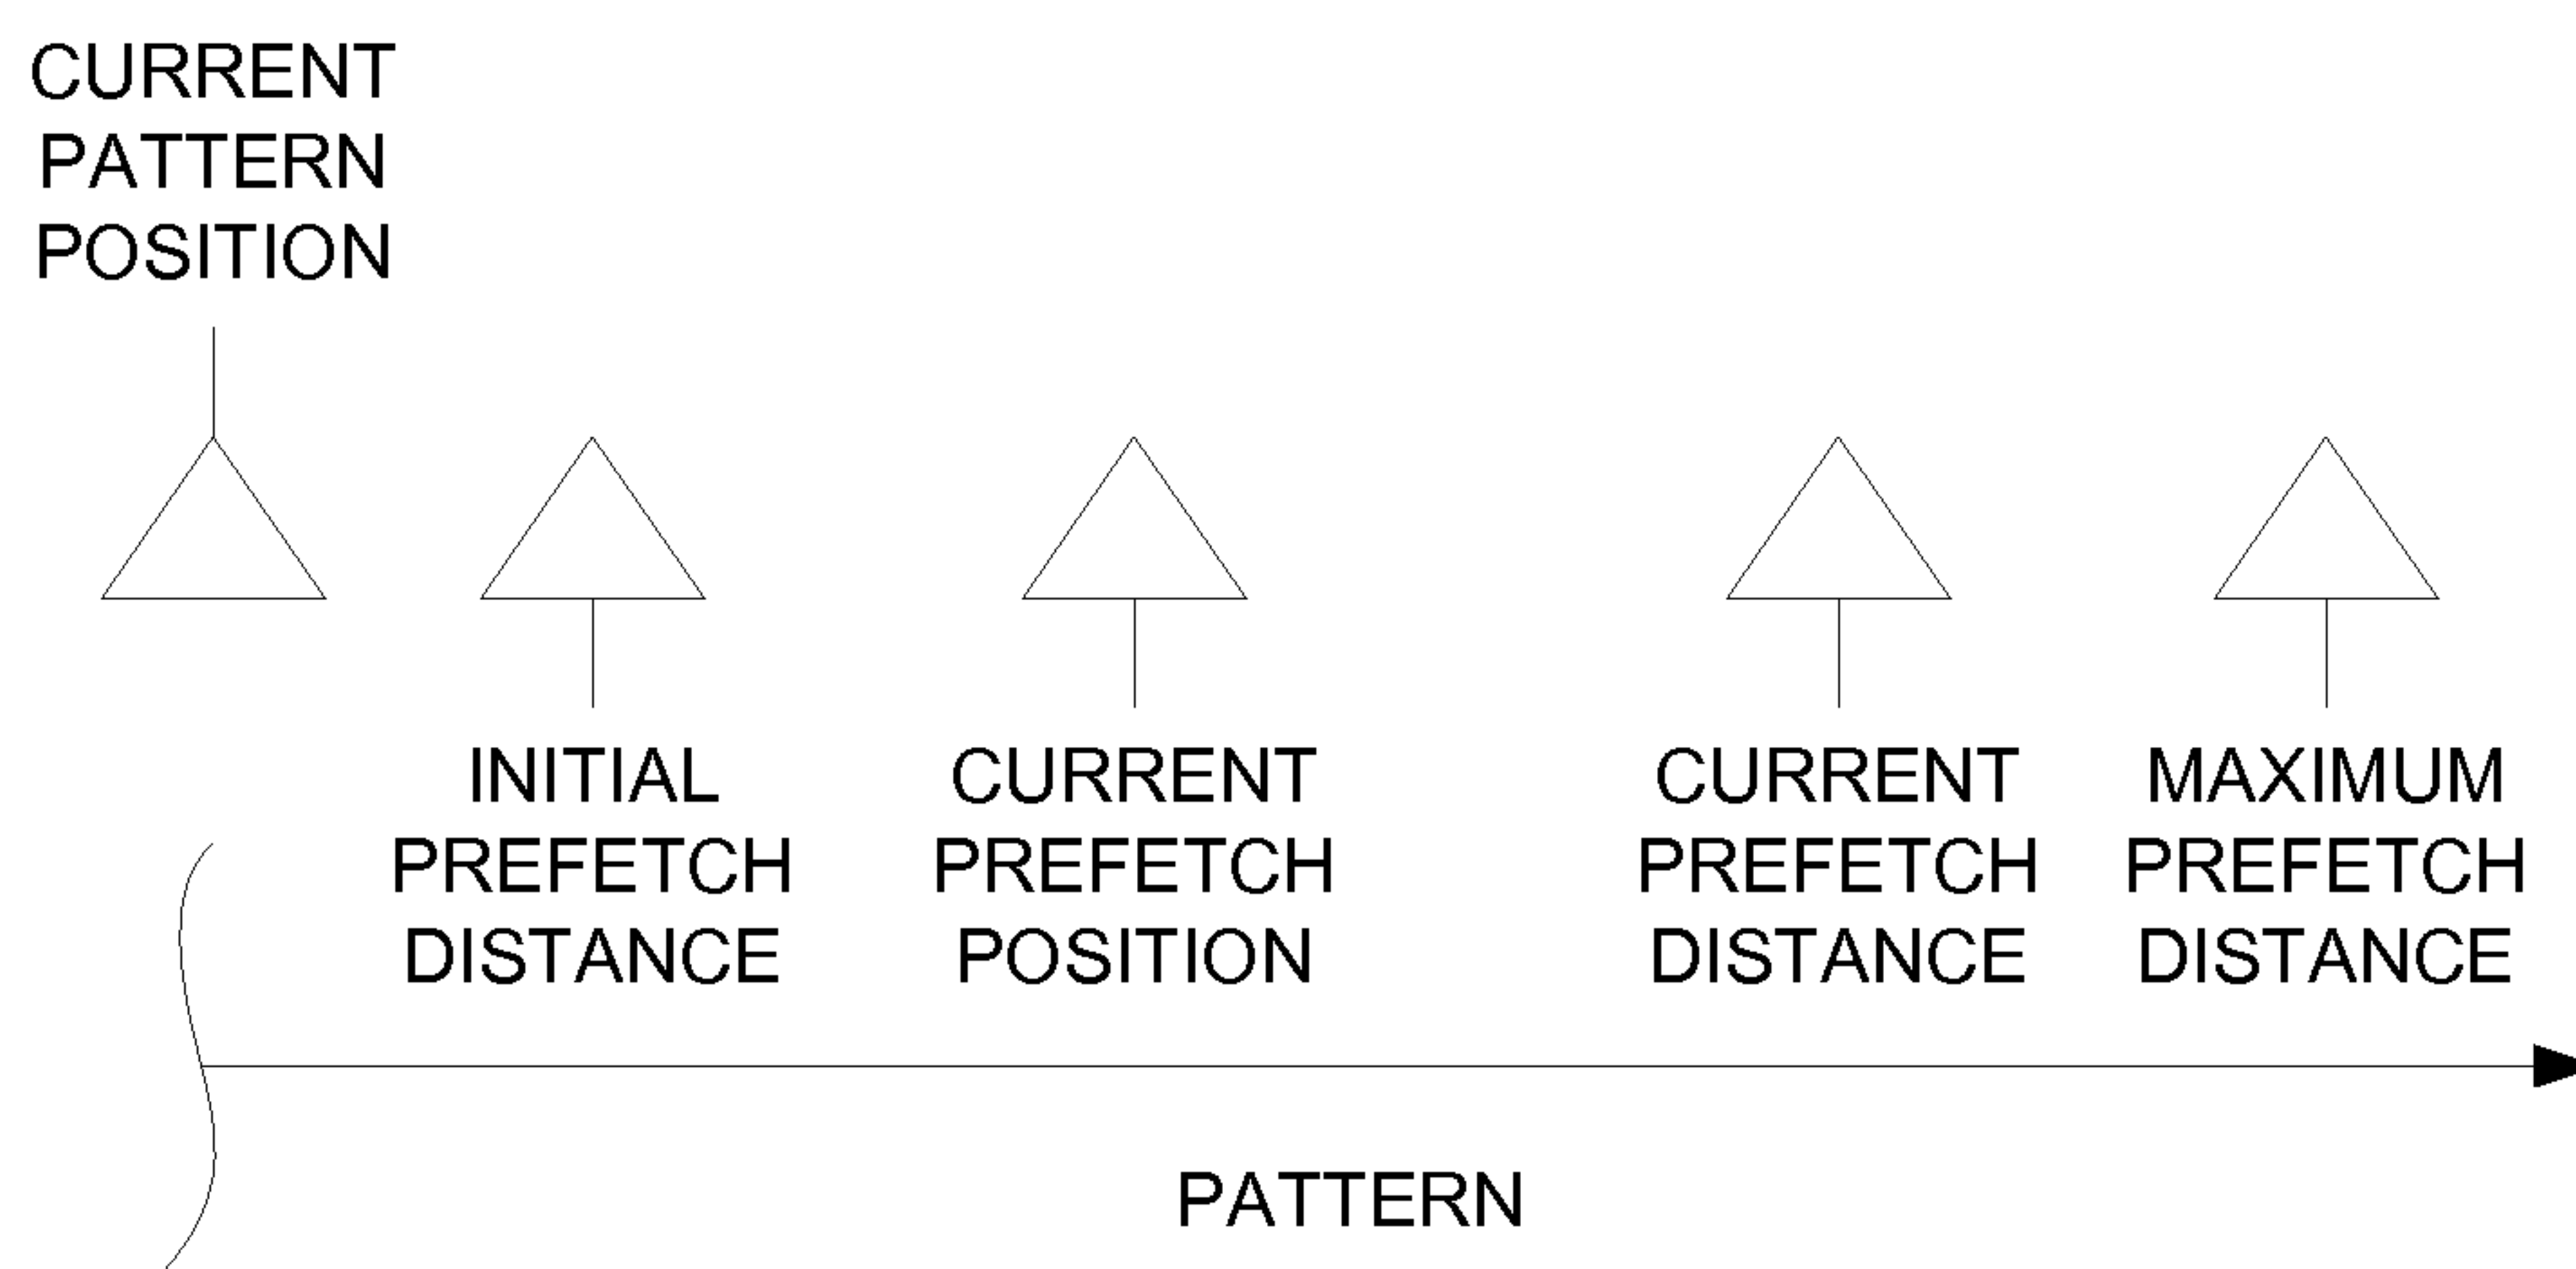 CURRENT
PATTERN
POSITION
INITIAL
PREFETCH
DISTANCE
CURRENT
PREFETCH
POSITION
CURRENT
PREFETCH
DISTANCE
MAXIMUM
PREFETCH
DISTANCE
PATTERN